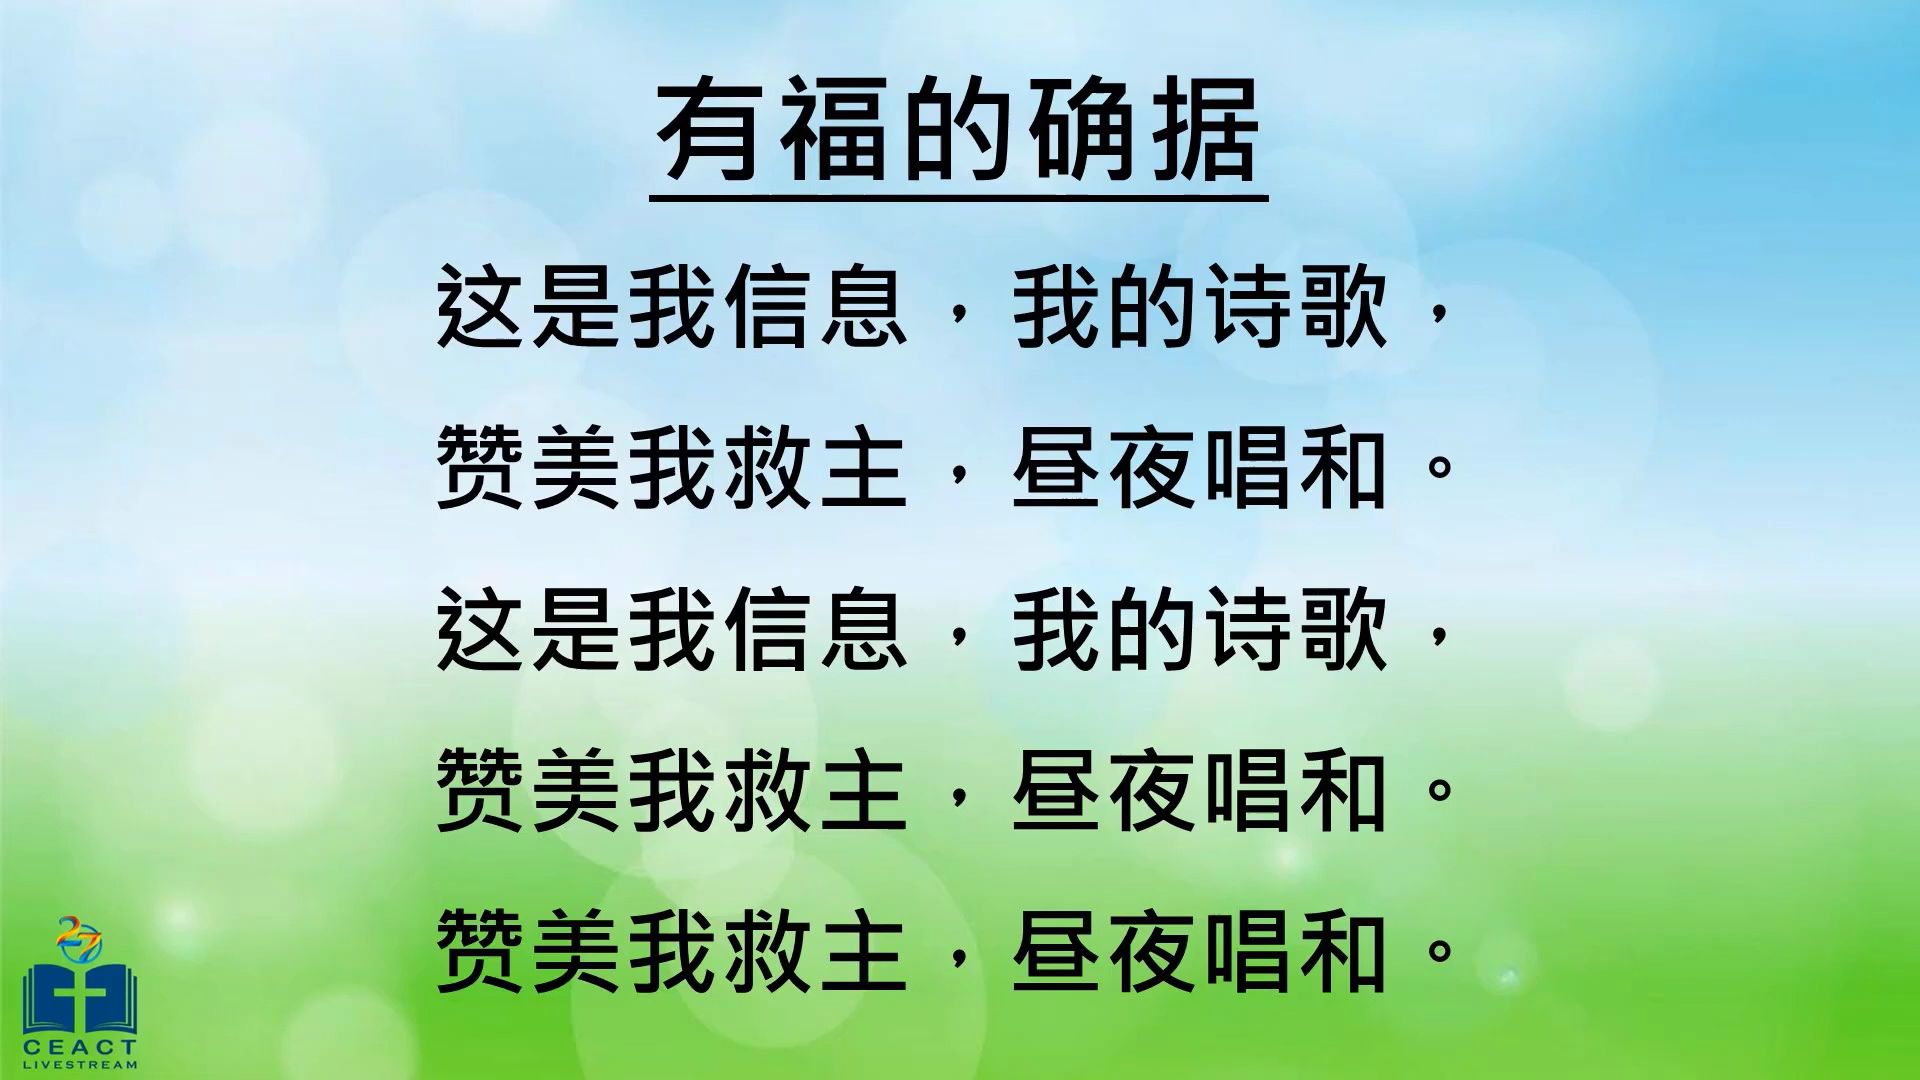 有福的确据
这是我信息，我的诗歌，
赞美我救主，昼夜唱和。
这是我信息，我的诗歌，
赞美我救主，昼夜唱和。
赞美我救主，昼夜唱和。
27
CEACT
LIVESTREAM